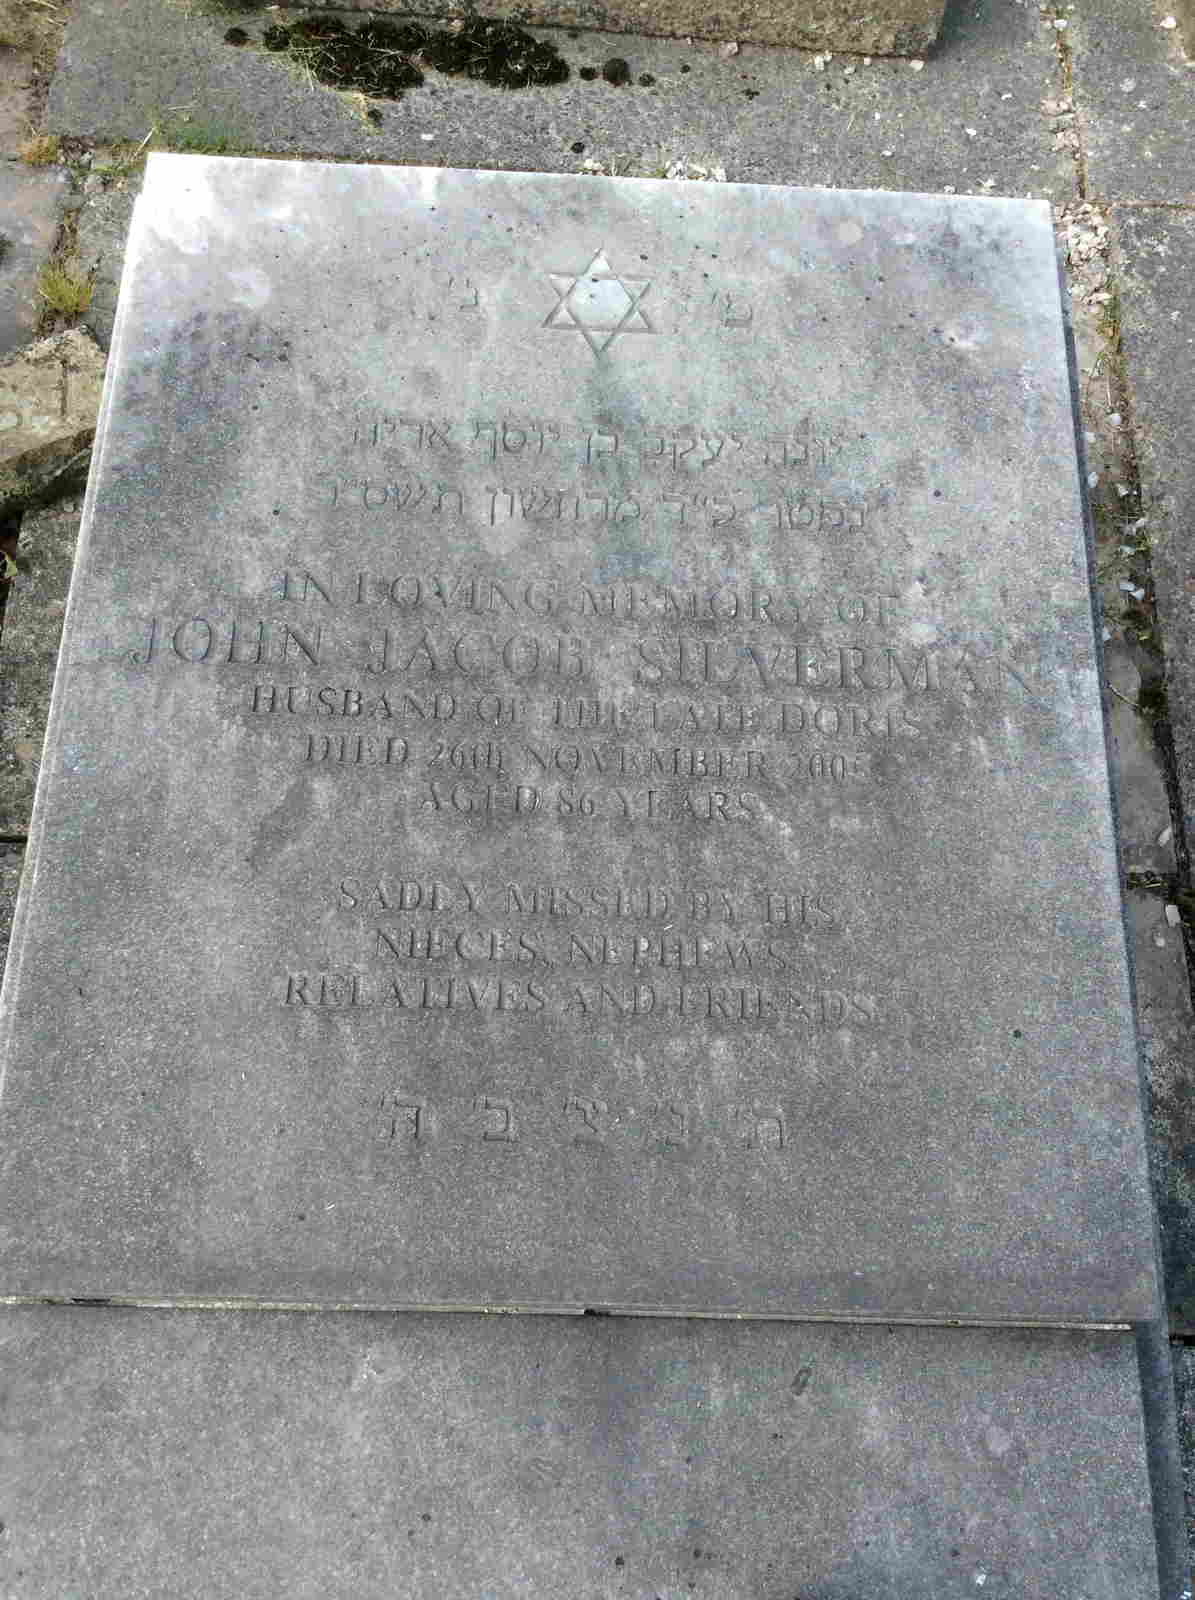 פ' נ'
יונה יעקב בן יוסף אריה
נפטר כ"ד מרחשון תשס"ו
IN LOVING MEMORY OF
JOHN JACOB SILVERMAN
HUSBAND OF THE LATE DORIS
DIED 26TH NOVEMBER 2005
AGED 86 YEARS
SADLY MISSED BY HIS
NIECES, NEPHEWS,
RELATIVES AND FRIENDS
ת' נ' צ' ב' ה'